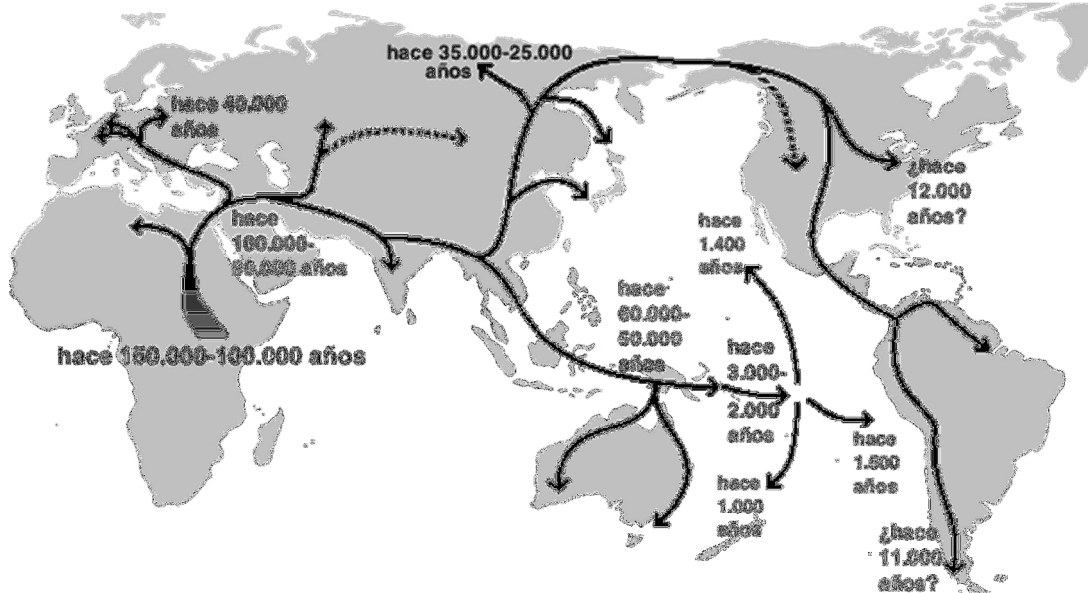 hace 35.000-25.000
años
hace 40.000
años
¿hace
12.000
años?
hace
100.000-
80.000 años
hace
1.400
años
hace
60.000-
50.000
años
hace 150.000-100.000 años
hace
3.000-
2.000
años
hace
1.500
años
hace
1.000
años
¿hace
11.000
años?